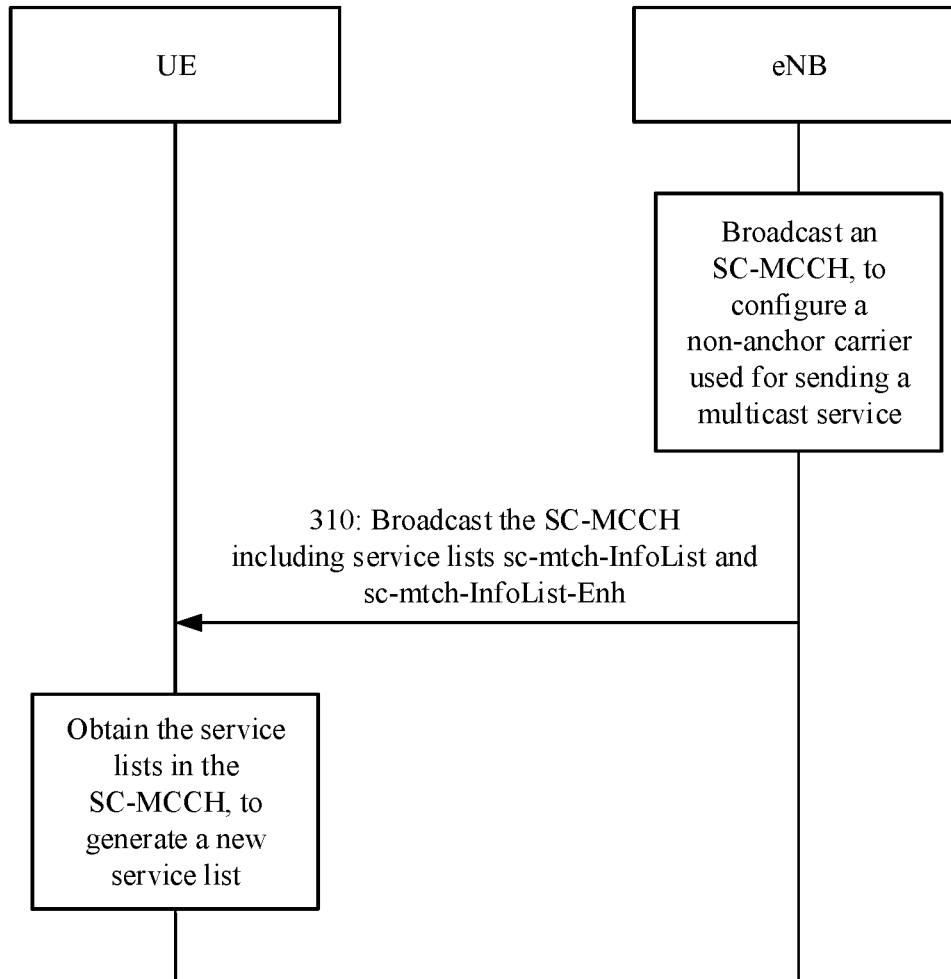 UE
eNB
Broadcast an
SC-MCCH, to
configure a
non-anchor carrier
used for sending a
multicast service
310: Broadcast the SC-MCCH
including service lists sc-mtch-InfoList and
sc-mtch-InfoList-Enh
Obtain the service
lists in the
SC-MCCH, to
generate a new
service list